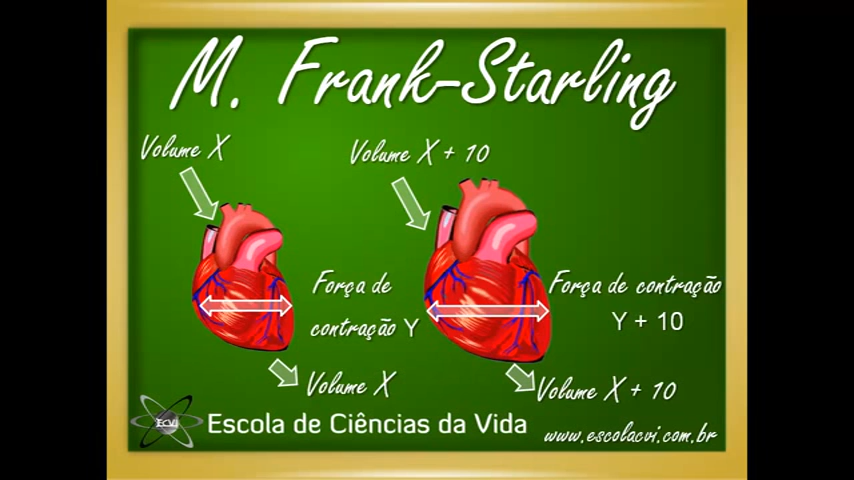 M. Frank-Starling
Volume X
Volume X + 10
Força de
contração Y
Força de contração
Y + 10
Volume X
Volume X + 10
ECVI
Escola de Ciências da Vida
www.escolacvi.com.br